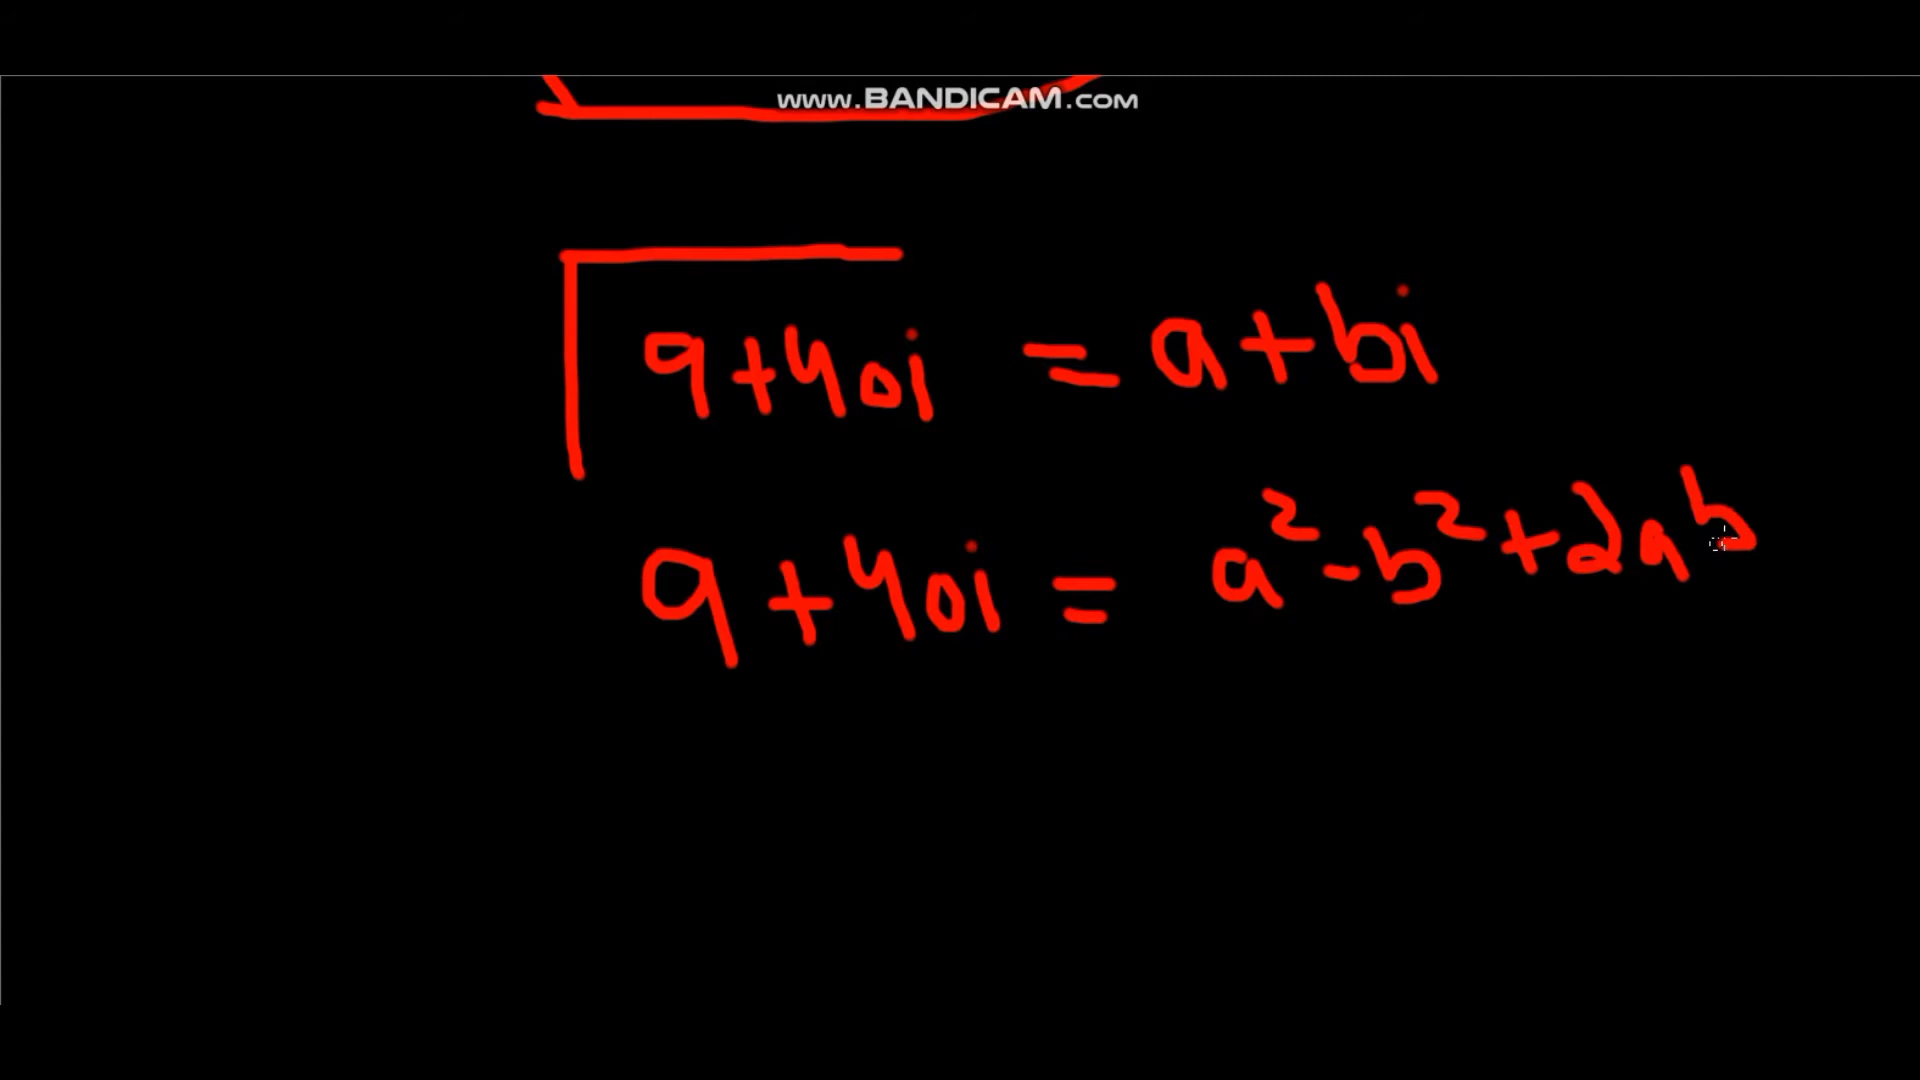 www.BANDICAM.com
√9+40i = a+bi
9+40i = a²-b²+2ab